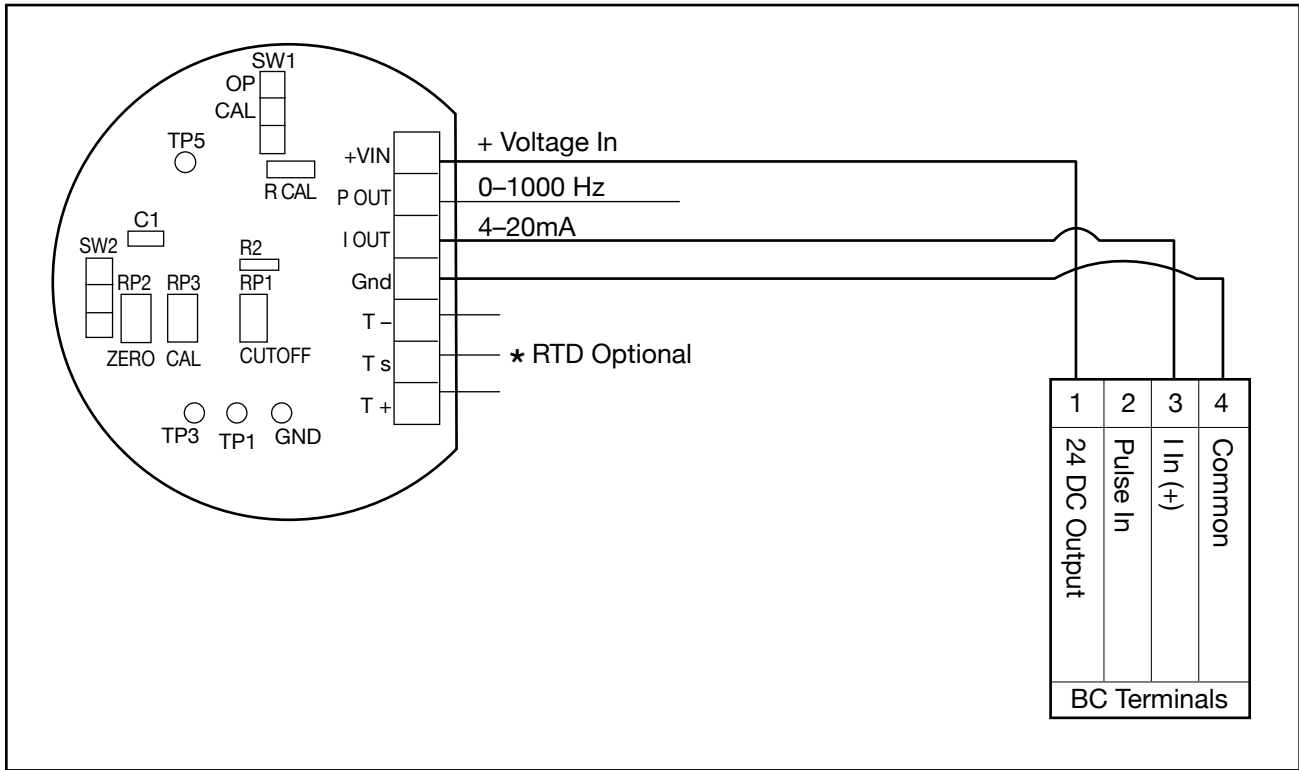 SW1
OP
CAL
TP5
R CAL
C1
SW2
R2
RP2
RP3
RP1
ZERO
CAL
CUTOFF
TP3
TP1
GND
+VIN
P OUT
I OUT
Gnd
T –
T s
T +
+ Voltage In
0–1000 Hz
4–20mA
* RTD Optional
1
2
3
4
24 DC Output
Pulse In
I In (+)
Common
BC Terminals